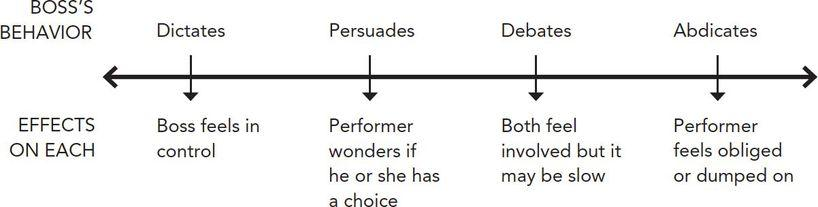 BOSS'S
BEHAVIOR
Dictates
Persuades
Debates
Abdicates
EFFECTS
ON EACH
Boss feels in
control
Performer
wonders if
he or she has
a choice
Both feel
involved but it
may be slow
Performer
feels obliged
or dumped on